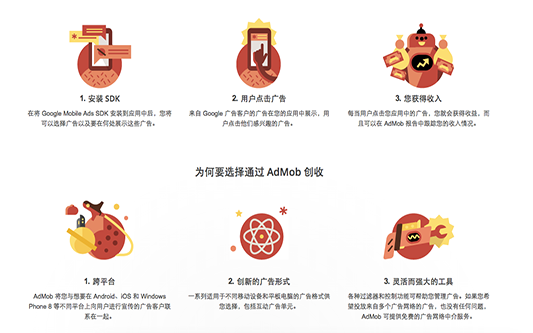 1. 安装 SDK
在将 Google Mobile Ads SDK 安装到应用中后，您将
可以选择广告以及要在何处展示这些广告。
2. 用户点击广告
来自 Google 广告客户的广告在您的应用中展示，用
户点击他们感兴趣的广告。
3. 您获得收入
每当用户点击您应用中的广告，您就会获得收益，而
且可以在 AdMob 报告中跟踪您的收入情况。
为何要选择通过 AdMob 创收
1. 跨平台
AdMob 将您与想要在 Android、iOS 和 Windows
Phone 8 等不同平台上向用户进行宣传的广告客户联
系在一起。
2. 创新的广告形式
一系列适用于不同移动设备和平板电脑的广告格式供
您选择，包括互动广告单元。
3. 灵活而强大的工具
各种过滤器和控制功能可帮助您管理广告。如果您希
望投放来自多个广告网络的广告，也没有任何问题，
AdMob 可提供免费的广告网络中介服务。